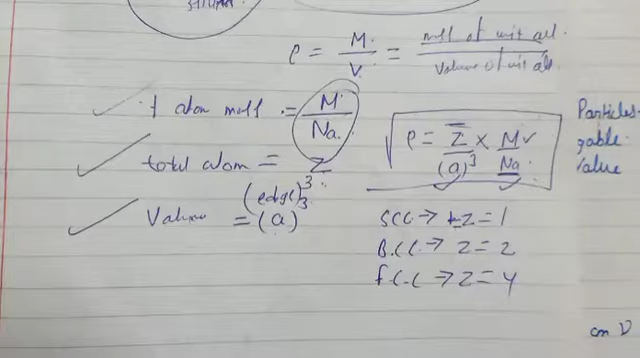 ρ = M/V = mass of unit cell / Volume of unit cell
1 atom mass = M/Na
total atom = Z
Volume = (edge)³ = (a)³
ρ = Z/(a)³ × M/Na
Particles
value
SCC → Z = 1
B.C.C. → Z = 2
F.C.C → Z = 4